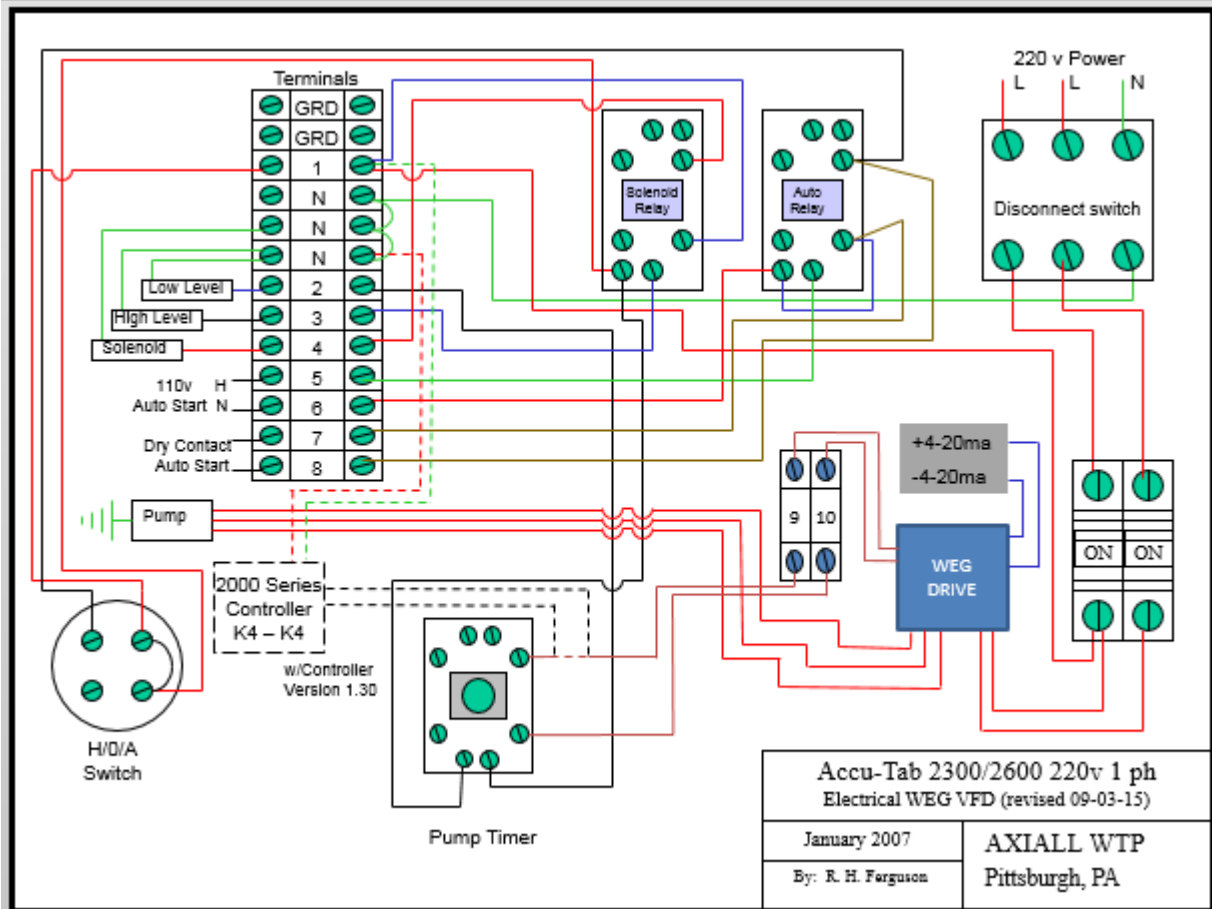 220 v Power
L
L
N
Terminals
GRD
GRD
1
N
N
N
2
3
4
5
6
7
8
Solenoid
Relay
Auto
Relay
Disconnect switch
Low Level
High Level
Solenoid
110v H
Auto Start N
Dry Contact
Auto Start
Pump
9
10
+4-20ma
-4-20ma
WEG
DRIVE
ON
ON
2000 Series
Controller
K4 – K4
w/Controller
Version 1.30
H/0/A
Switch
Pump Timer
Accu-Tab 2300/2600 220v 1 ph
Electrical WEG VFD (revised 09-03-15)
January 2007
By: R. H. Ferguson
AXIALL WTP
Pittsburgh, PA